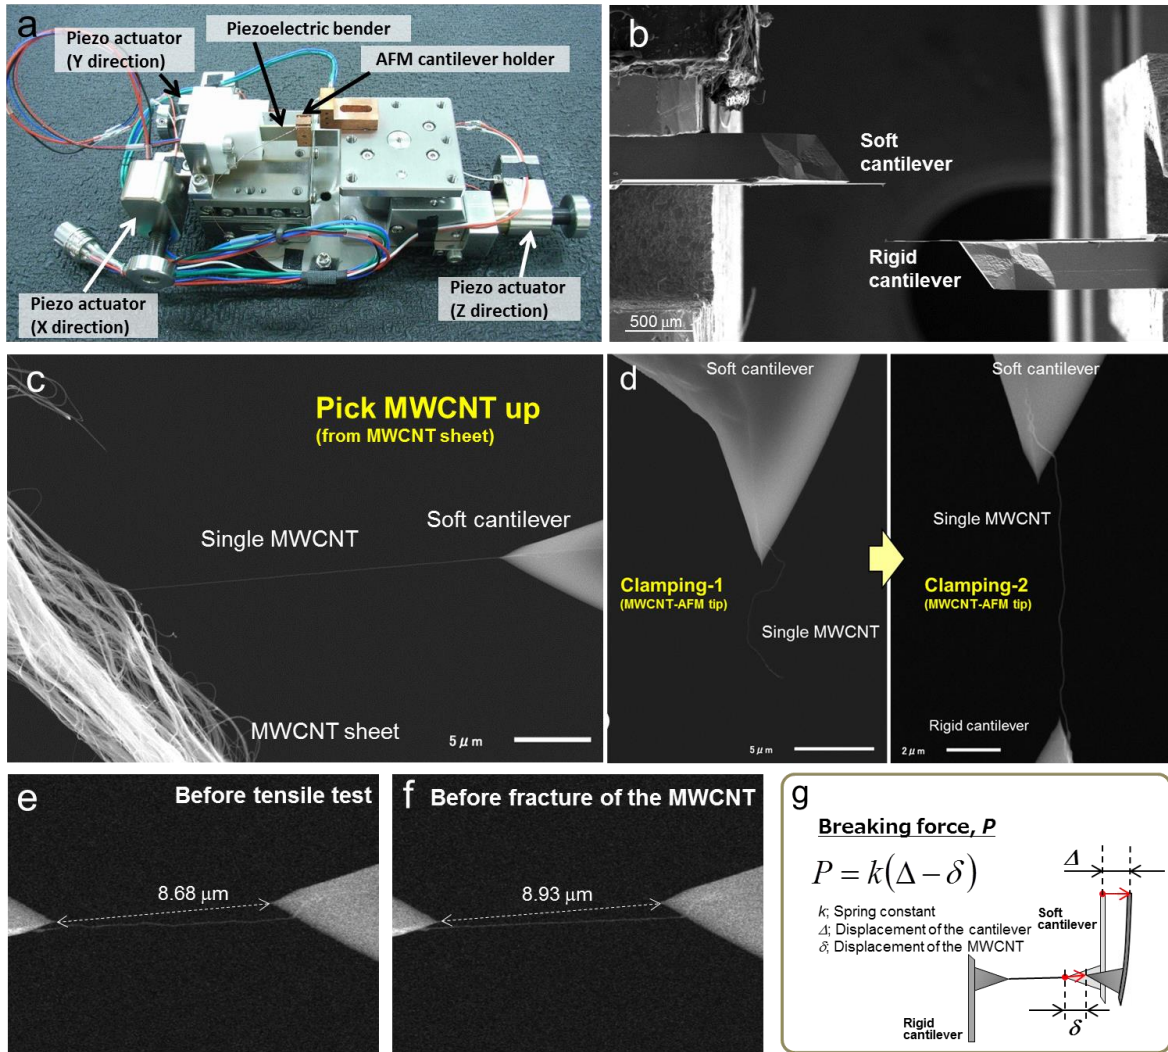 a
Piezo actuator
(Y direction)
Piezoelectric bender
AFM cantilever holder
Piezo actuator
(X direction)
Piezo actuator
(Z direction)
b
Soft
cantilever
Rigid
cantilever
500 μm
c
Pick MWCNT up
(from MWCNT sheet)
Single MWCNT
Soft cantilever
MWCNT sheet
5 μm
d
Soft cantilever
Clamping-1
(MWCNT-AFM tip)
Single MWCNT
5 μm
Soft cantilever
Single MWCNT
Clamping-2
(MWCNT-AFM tip)
Rigid cantilever
2 μm
e
Before tensile test
8.68 μm
f
Before fracture of the MWCNT
8.93 μm
g
Breaking force, P
P = k(Δ − δ)
k; Spring constant
Δ; Displacement of the cantilever
δ; Displacement of the MWCNT
Δ
Soft
cantilever
Rigid
cantilever
δ